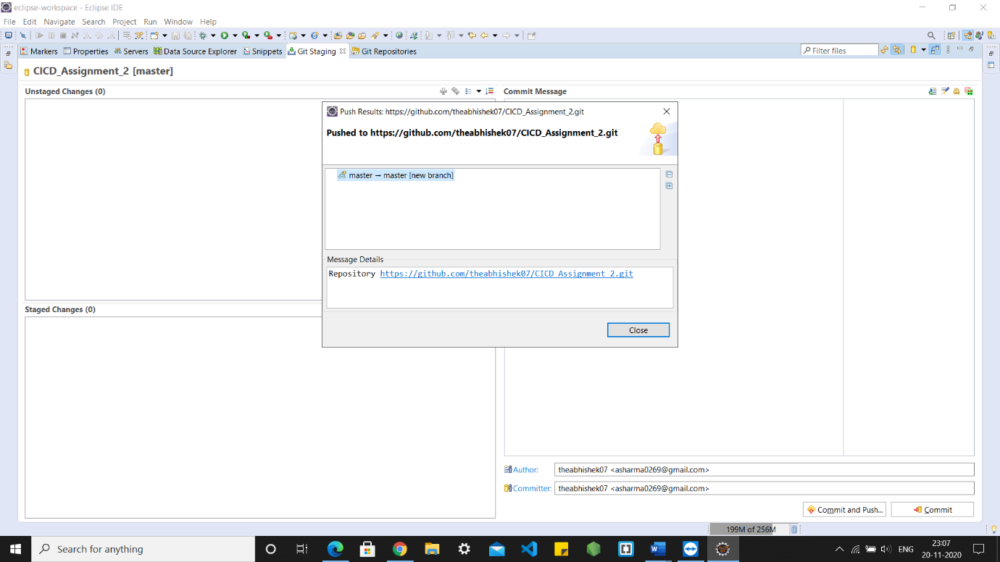 eclipse-workspace - Eclipse IDE
File Edit Navigate Search Project Run Window Help
Markers Properties Servers Data Source Explorer Snippets Git Staging Git Repositories Filter files
CICD_Assignment_2 [master]
Unstaged Changes (0)
Commit Message
Push Results: https://github.com/theabhishek07/CICD_Assignment_2.git
Pushed to https://github.com/theabhishek07/CICD_Assignment_2.git
master → master [new branch]
Message Details
Repository https://github.com/theabhishek07/CICD_Assignment_2.git
Close
Staged Changes (0)
Author: theabhishek07 <asharma0269@gmail.com>
Committer: theabhishek07 <asharma0269@gmail.com>
Commit and Push... Commit
199M of 256M
Search for anything
ENG
23:07
20-11-2020